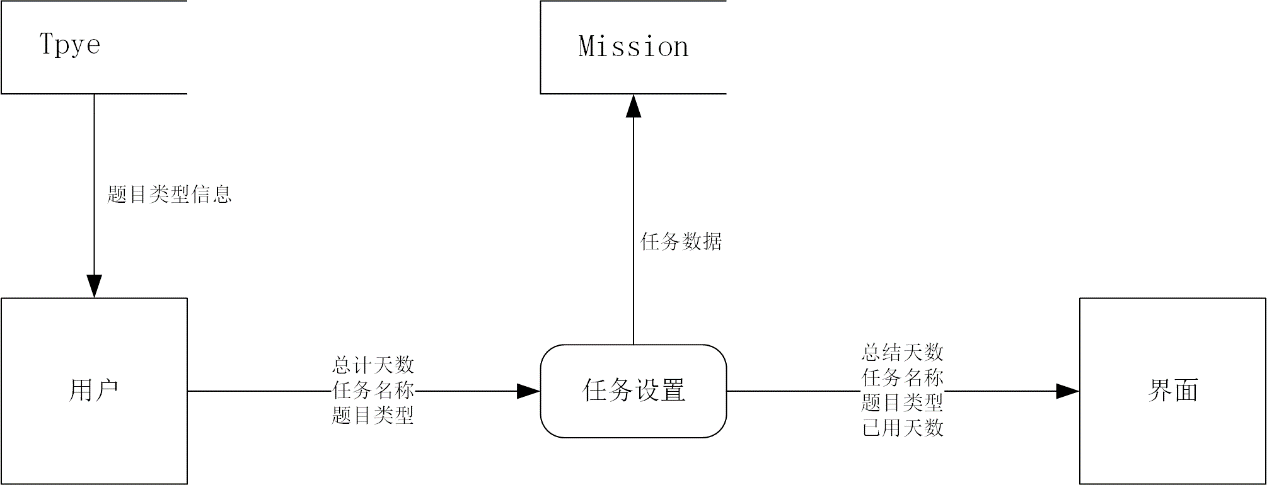 Tpye
Mission
题目类型信息
任务数据
用户
总计天数
任务名称
题目类型
任务设置
总结天数
任务名称
题目类型
已用天数
界面